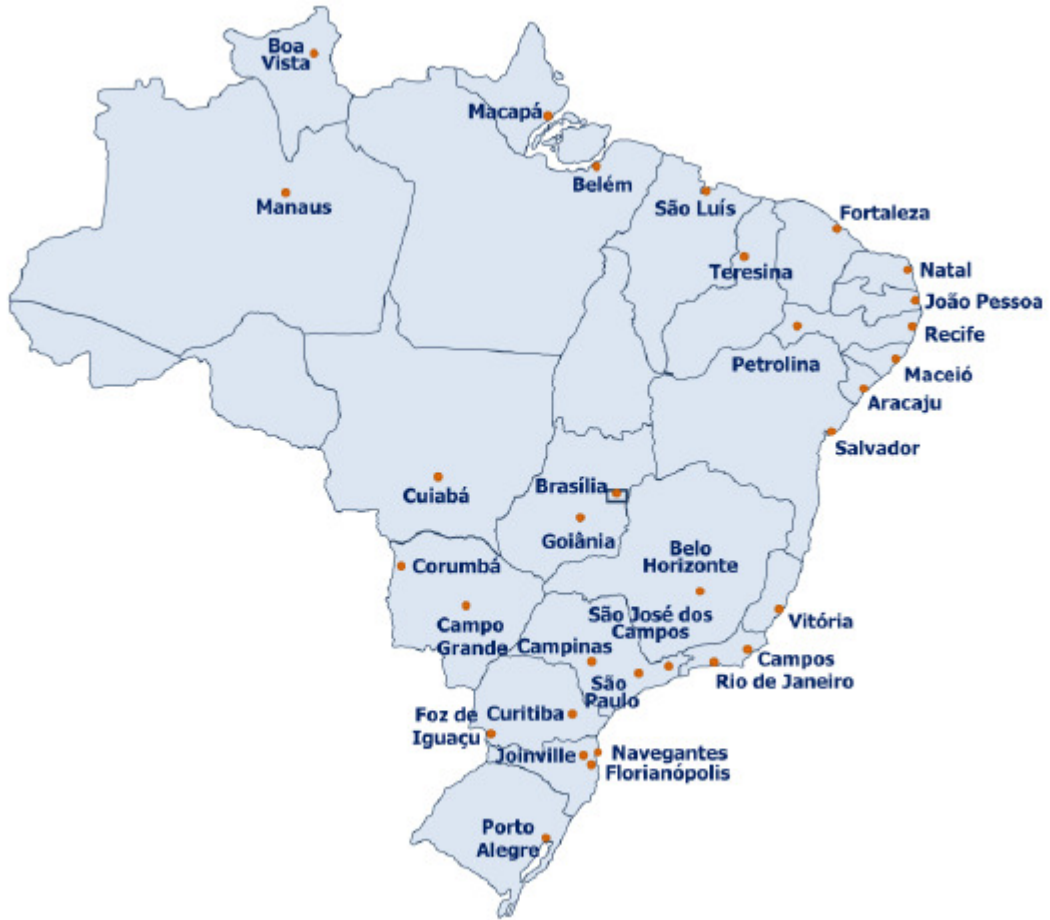 Boa
Vista
Macapá
Belém
Manaus
São Luís
Fortaleza
Teresina
Natal
João Pessoa
Recife
Petrolina
Maceió
Aracaju
Salvador
Cuiabá
Brasília
Goiânia
Belo
Horizonte
Corumbá
Campo
Grande
São José dos
Campos
Vitória
Campinas
Campos
Rio de Janeiro
São
Paulo
Foz de
Iguaçu
Curitiba
Joinville
Navegantes
Florianópolis
Porto
Alegre